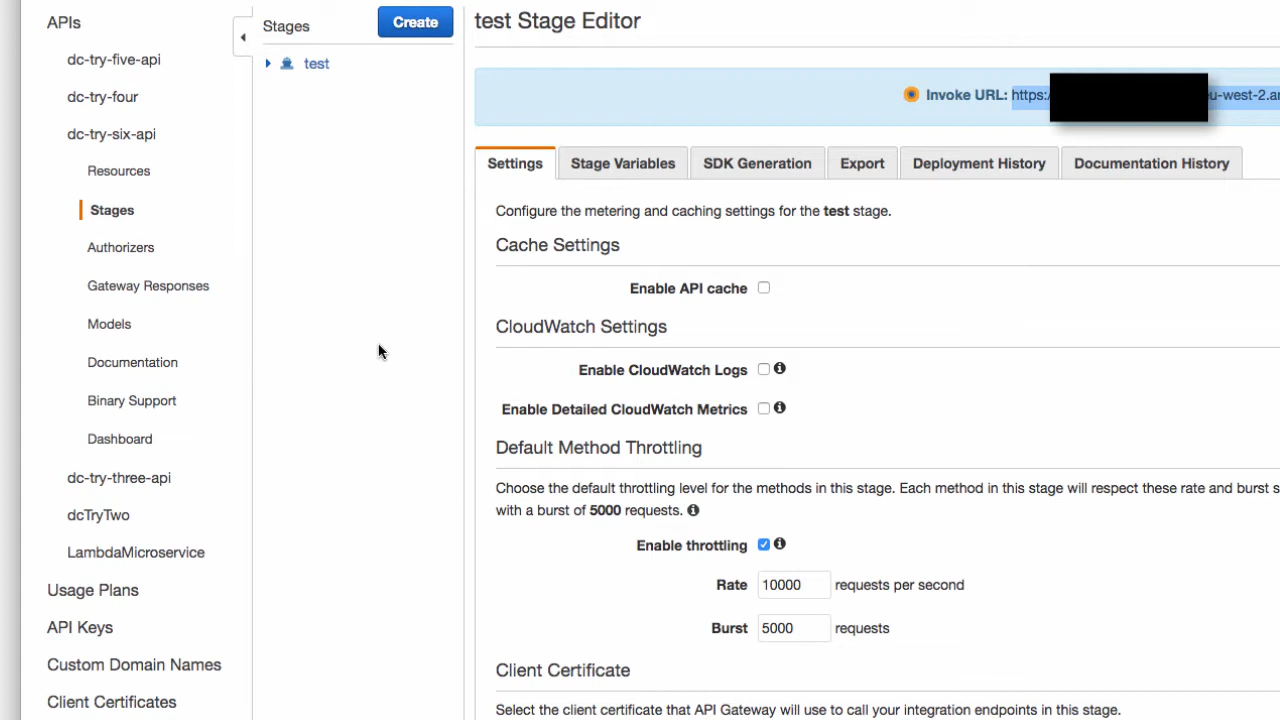 APIs
dc-try-five-api
dc-try-four
dc-try-six-api
Resources
Stages
Authorizers
Gateway Responses
Models
Documentation
Binary Support
Dashboard
dc-try-three-api
dcTryTwo
LambdaMicroservice
Usage Plans
API Keys
Custom Domain Names
Client Certificates
Stages
Create
test
test Stage Editor
Invoke URL: https:/
u-west-2.a
Settings
Stage Variables
SDK Generation
Export
Deployment History
Documentation History
Configure the metering and caching settings for the test stage.
Cache Settings
Enable API cache
CloudWatch Settings
Enable CloudWatch Logs
Enable Detailed CloudWatch Metrics
Default Method Throttling
Choose the default throttling level for the methods in this stage. Each method in this stage will respect these rate and burst s
with a burst of 5000 requests.
Enable throttling
Rate 10000 requests per second
Burst 5000 requests
Client Certificate
Select the client certificate that API Gateway will use to call your integration endpoints in this stage.